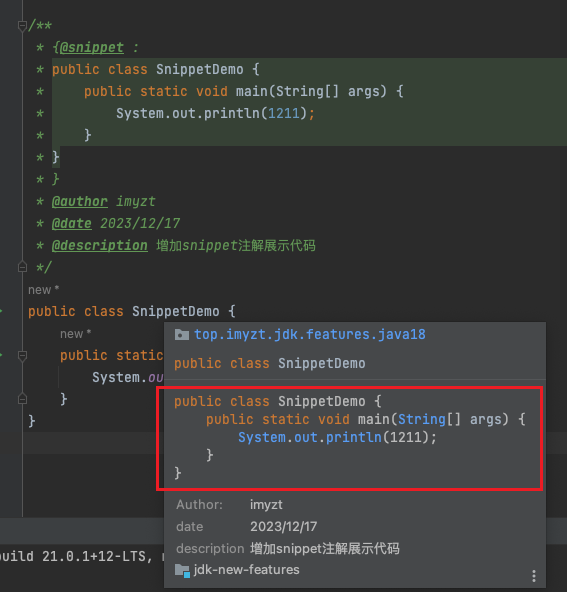 /**
* {@snippet :
* public class SnippetDemo {
*     public static void main(String[] args) {
*         System.out.println(1211);
*     }
* }
* }
* @author imyzt
* @date 2023/12/17
* @description 增加snippet注解展示代码
*/
new *
public class SnippetDemo {
new *
public static
System.ou
}
}
top.imyzt.jdk.features.java18
public class SnippetDemo
public class SnippetDemo {
    public static void main(String[] args) {
        System.out.println(1211);
    }
}
Author: imyzt
date 2023/12/17
description 增加snippet注解展示代码
jdk-new-features
build 21.0.1+12-LTS,